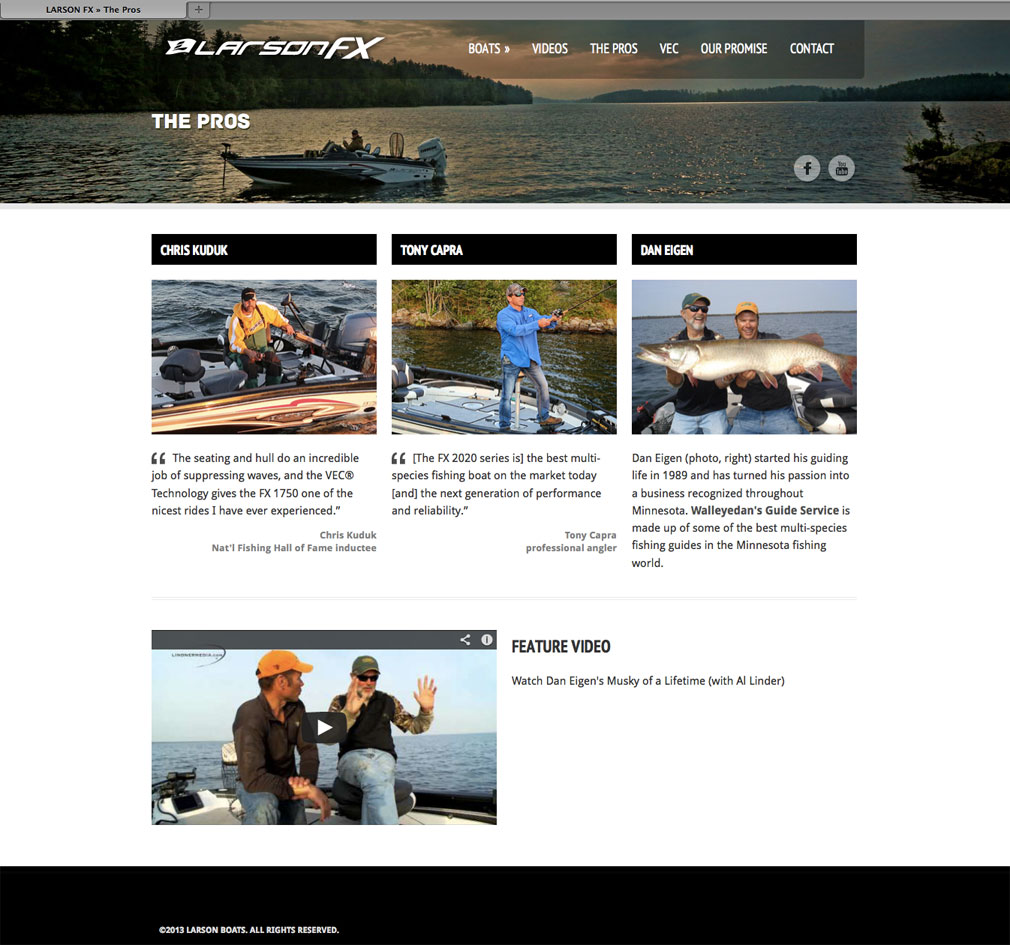 LARSON FX » The Pros
LARSON FX
BOATS » VIDEOS THE PROS VEC OUR PROMISE CONTACT
THE PROS
f You Tube
CHRIS KUDUK
“ The seating and hull do an incredible
job of suppressing waves, and the VEC®
Technology gives the FX 1750 one of the
nicest rides I have ever experienced.”
Chris Kuduk
Nat'l Fishing Hall of Fame inductee
TONY CAPRA
“ [The FX 2020 series is] the best multi-
species fishing boat on the market today
[and] the next generation of performance
and reliability.”
Tony Capra
professional angler
DAN EIGEN
Dan Eigen (photo, right) started his guiding
life in 1989 and has turned his passion into
a business recognized throughout
Minnesota. Walleyedan's Guide Service is
made up of some of the best multi-species
fishing guides in the Minnesota fishing
world.
LINDNERMEDIA.COM
FEATURE VIDEO
Watch Dan Eigen's Musky of a Lifetime (with Al Linder)
©2013 LARSON BOATS. ALL RIGHTS RESERVED.